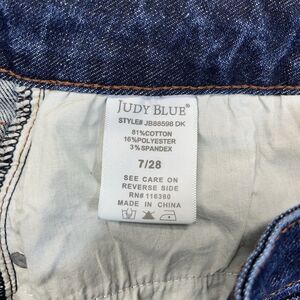 JUDY BLUE®
STYLE# JB88598 DK
81%COTTON
16%POLYESTER
3%SPANDEX
7/28
SEE CARE ON
REVERSE SIDE
RN# 116380
MADE IN CHINA